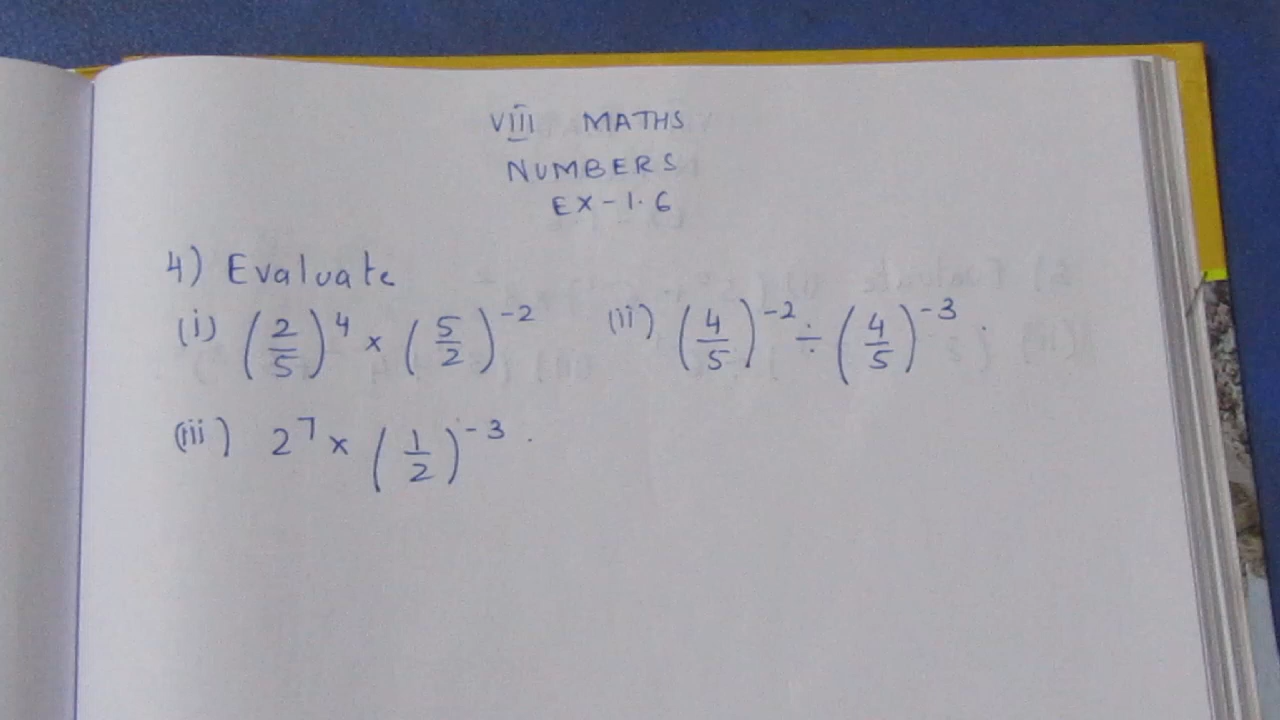 VIII MATHS
NUMBERS
EX-1.6
4) Evaluate
(i) (2/5)^4 × (5/2)^-2 (ii) (4/5)^-2 ÷ (4/5)^-3 .
(iii) 2^7 × (1/2)^-3 .